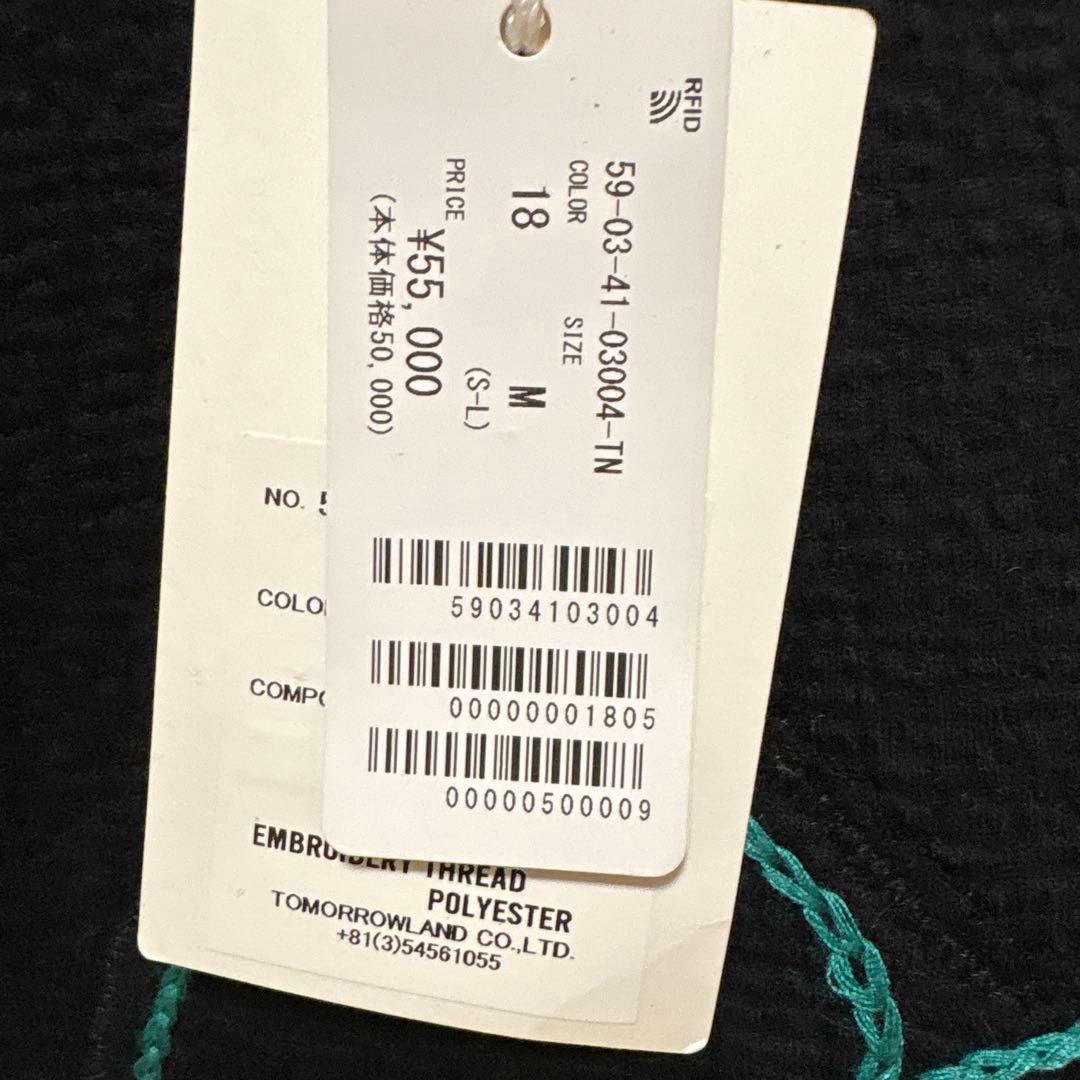 RFID
59-03-41-03004-TN
COLOR SIZE
18 M
(S-L)
PRICE
¥55,000
(本体価格50,000)
59034103004
00000001805
00000500009
NO. 5
COLO
COMPO
EMBROIDERY THREAD
POLYESTER
TOMORROWLAND CO.,LTD.
+81(3)54561055